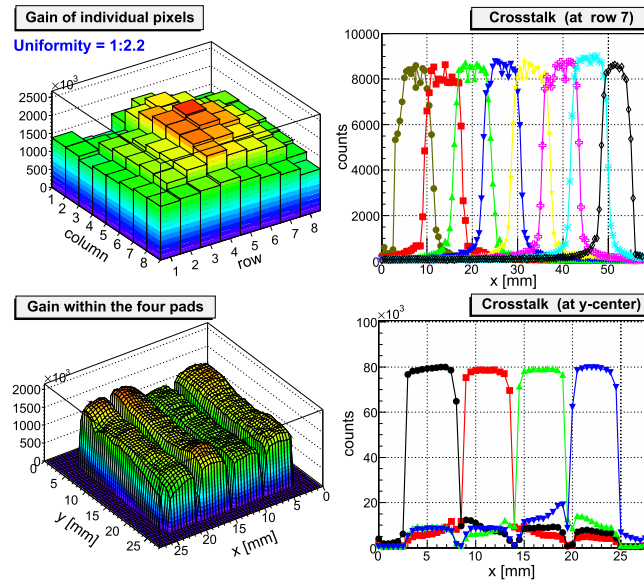 Gain of individual pixels
Uniformity = 1:2.2
×10³
2500
2000
1500
1000
500
0
1 2 3 4 5 6 7 8
column
1 2 3 4 5 6 7 8
row
Crosstalk (at row 7)
10000
8000
6000
4000
2000
0
counts
0 10 20 30 40 50
x [mm]
Gain within the four pads
×10³
2000
1500
1000
500
0
5 10 15 20 25
y [mm]
25 20 15 10 5 0
x [mm]
Crosstalk (at y-center)
×10³
100
80
60
40
20
0
counts
0 5 10 15 20 25
x [mm]